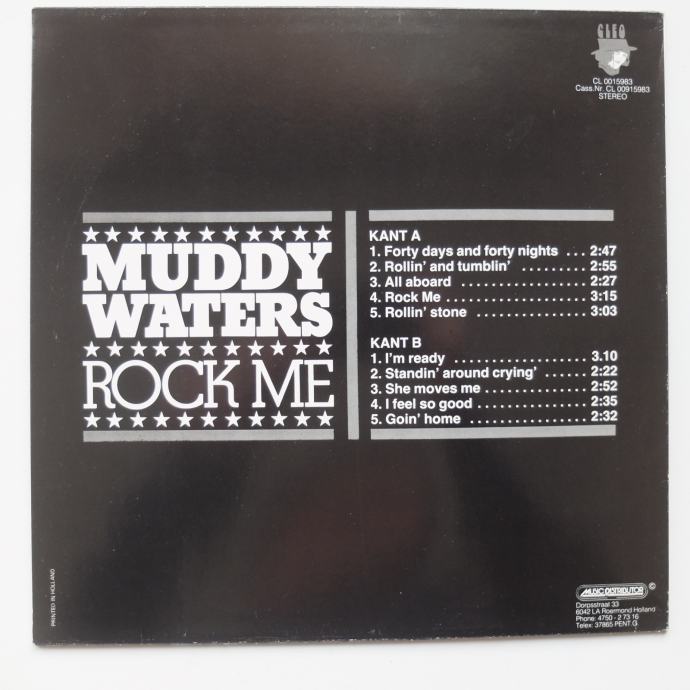 CLEO
CL 0015983
Cass.Nr. CL 00915983
STEREO
MUDDY
WATERS
ROCK ME
KANT A
1. Forty days and forty nights ... 2:47
2. Rollin' and tumblin' ......... 2:55
3. All aboard ............ 2:27
4. Rock Me ............. 3:15
5. Rollin' stone .......... 3:03
KANT B
1. I'm ready ............ 3.10
2. Standin' around crying' ...... 2:22
3. She moves me .......... 2:52
4. I feel so good ........... 2:35
5. Goin' home ............ 2:32
PRINTED IN HOLLAND
MUSIC DISTRIBUTOR ©
Dorpsstraat 33
6042 LA Roermond Holland
Phone: 4750 - 2 73 16
Telex: 37865 PENT G.